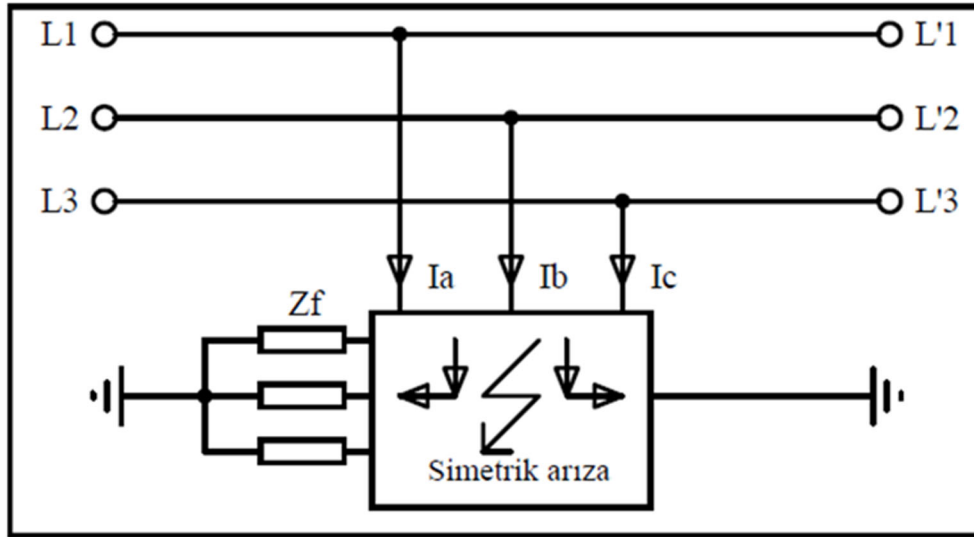 L1 L'1
L2 L'2
L3 L'3
Ia Ib Ic
Zf
Simetrik arıza